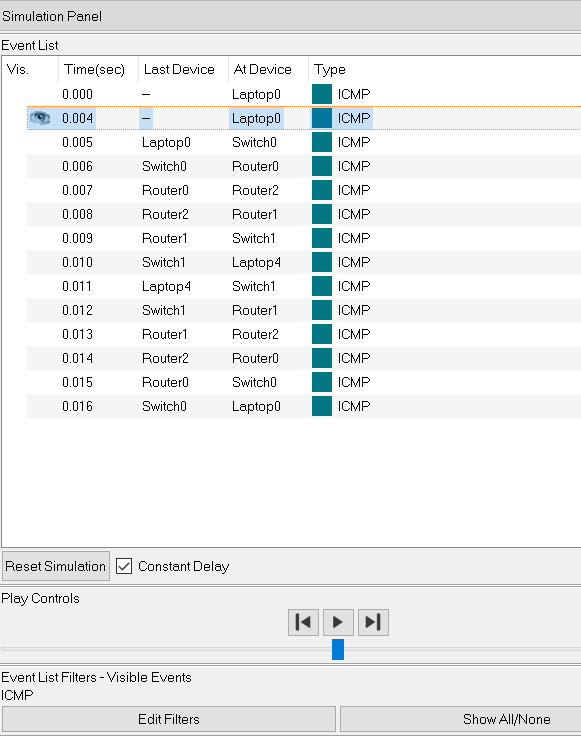 Simulation Panel
Event List
Vis. Time(sec) Last Device At Device Type
0.000 -- Laptop0 ICMP
0.004 -- Laptop0 ICMP
0.005 Laptop0 Switch0 ICMP
0.006 Switch0 Router0 ICMP
0.007 Router0 Router2 ICMP
0.008 Router2 Router1 ICMP
0.009 Router1 Switch1 ICMP
0.010 Switch1 Laptop4 ICMP
0.011 Laptop4 Switch1 ICMP
0.012 Switch1 Router1 ICMP
0.013 Router1 Router2 ICMP
0.014 Router2 Router0 ICMP
0.015 Router0 Switch0 ICMP
0.016 Switch0 Laptop0 ICMP
Reset Simulation Constant Delay
Play Controls
Event List Filters - Visible Events
ICMP
Edit Filters Show All/None